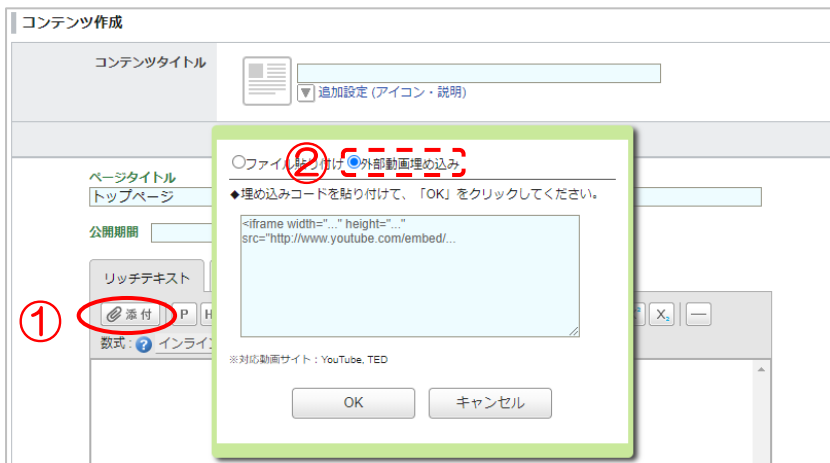 コンテンツ作成
コンテンツタイトル
▼ 追加設定 (アイコン・説明)
②
ファイル貼り付け 外部動画埋め込み
ページタイトル
トップページ
◆埋め込みコードを貼り付けて、「OK」をクリックしてください。
公開期間
<iframe width="..." height="..."
src="http://www.youtube.com/embed/...
リッチテキスト
①
添付 P H X₂ —
数式: ? インライン
※対応動画サイト：YouTube, TED
OK キャンセル